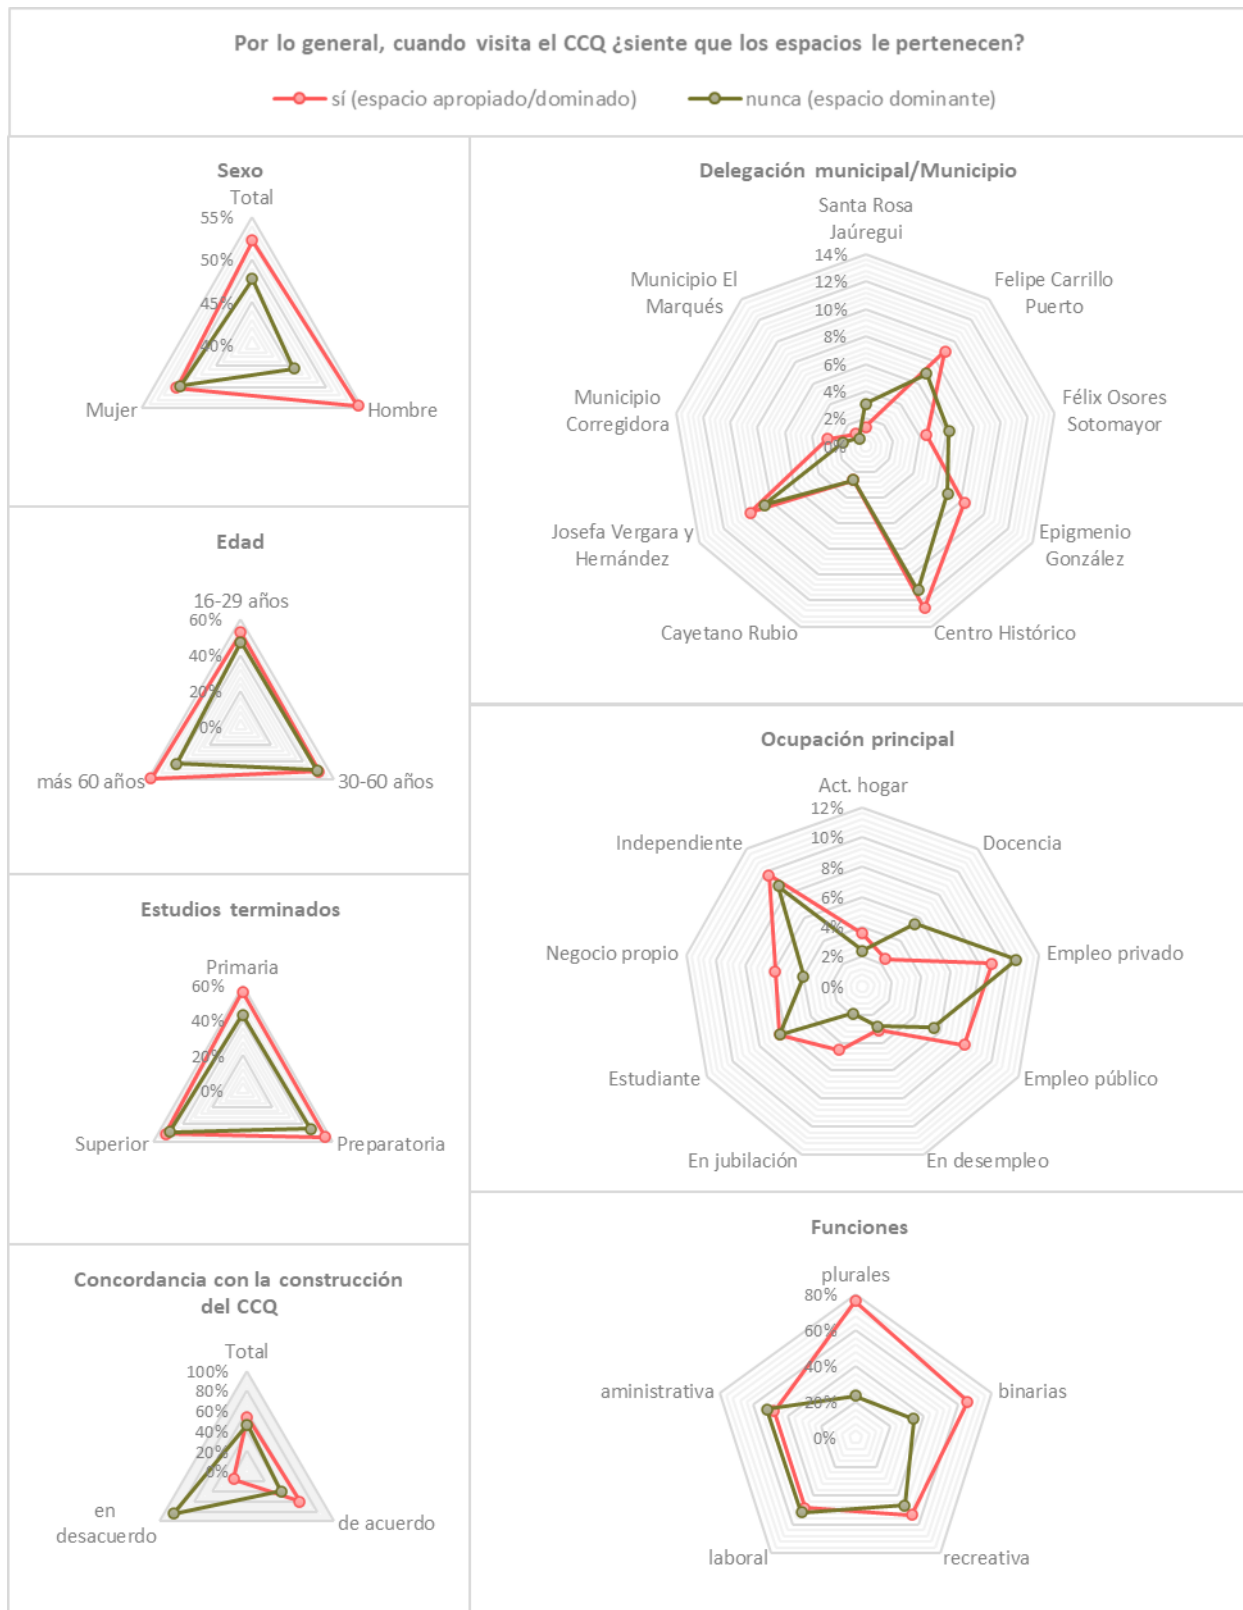 Por lo general, cuando visita el CCQ ¿siente que los espacios le pertenecen?
sí (espacio apropiado/dominado)
nunca (espacio dominante)
Sexo
Total
55%
50%
45%
40%
Mujer
Hombre
Edad
16-29 años
60%
40%
20%
0%
más 60 años
30-60 años
Estudios terminados
Primaria
60%
40%
20%
0%
Superior
Preparatoria
Concordancia con la construcción
del CCQ
Total
100%
80%
60%
40%
20%
0%
en
desacuerdo
de acuerdo
Delegación municipal/Municipio
Santa Rosa
Jaúregui
14%
12%
10%
8%
6%
4%
2%
0%
Felipe Carrillo
Puerto
Félix Osores
Sotomayor
Epigmenio
González
Centro Histórico
Cayetano Rubio
Josefa Vergara y
Hernández
Municipio
Corregidora
Municipio El
Marqués
Ocupación principal
Act. hogar
12%
10%
8%
6%
4%
2%
0%
Docencia
Empleo privado
Empleo público
En desempleo
En jubilación
Estudiante
Negocio propio
Independiente
Funciones
plurales
80%
60%
40%
20%
0%
binarias
recreativa
laboral
aministrativa